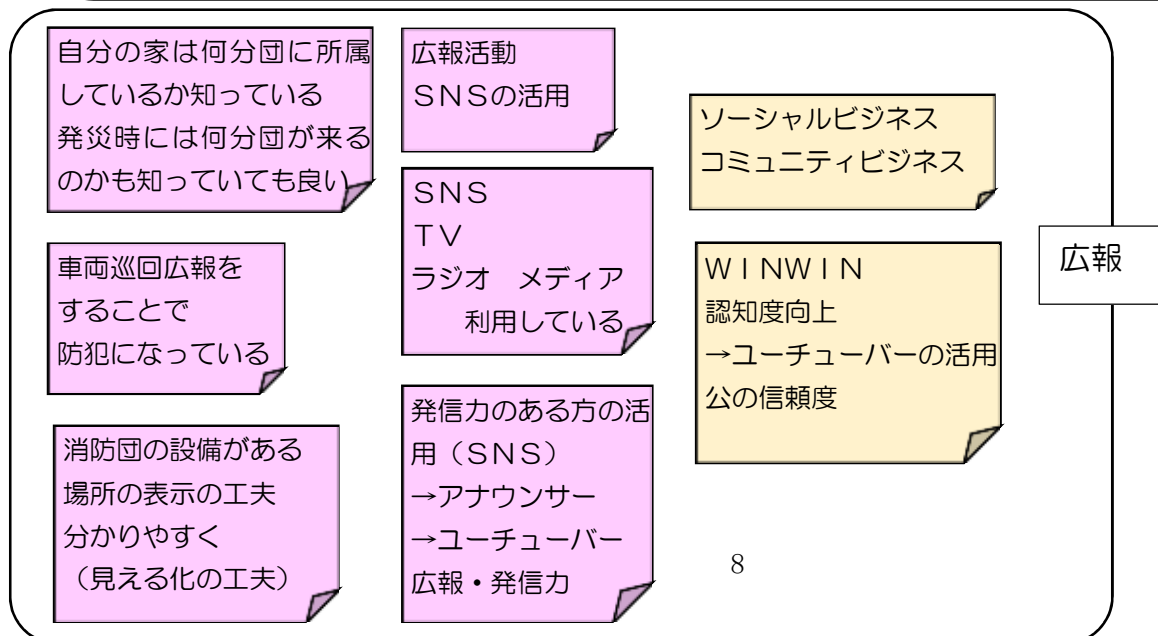 自分の家は何分団に所属
しているか知っている
発災時には何分団が来る
のかも知っていても良い
車両巡回広報を
することで
防犯になっている
消防団の設備がある
場所の表示の工夫
分かりやすく
（見える化の工夫）
広報活動
ＳＮＳの活用
ＳＮＳ
ＴＶ
ラジオ　メディア
利用している
発信力のある方の活
用（ＳＮＳ）
→アナウンサー
→ユーチューバー
広報・発信力
ソーシャルビジネス
コミュニティビジネス
ＷＩＮＷＩＮ
認知度向上
→ユーチューバーの活用
公の信頼度
広報
8